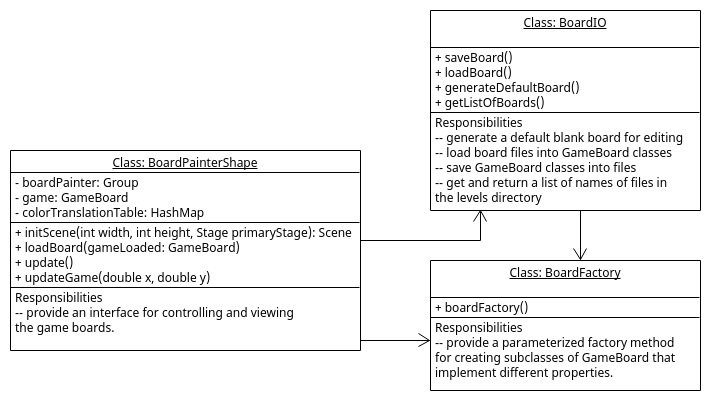 Class: BoardIO
+ saveBoard()
+ loadBoard()
+ generateDefaultBoard()
+ getListOfBoards()
Responsibilities
-- generate a default blank board for editing
-- load board files into GameBoard classes
-- save GameBoard classes into files
-- get and return a list of names of files in
the levels directory
Class: BoardPainterShape
- boardPainter: Group
- game: GameBoard
- colorTranslationTable: HashMap
+ initScene(int width, int height, Stage primaryStage): Scene
+ loadBoard(gameLoaded: GameBoard)
+ update()
+ updateGame(double x, double y)
Responsibilities
-- provide an interface for controlling and viewing
the game boards.
Class: BoardFactory
+ boardFactory()
Responsibilities
-- provide a parameterized factory method
for creating subclasses of GameBoard that
implement different properties.